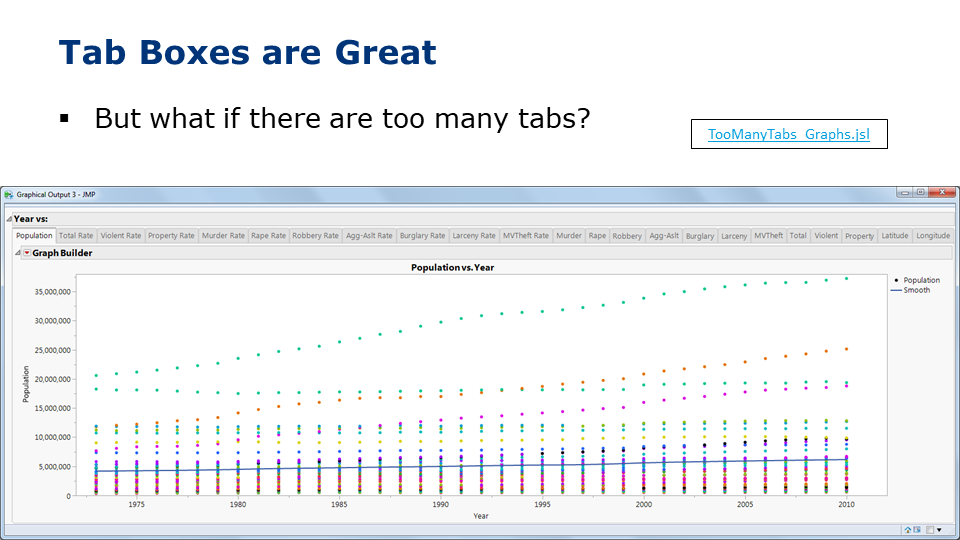 Tab Boxes are Great
▪ But what if there are too many tabs?
TooManyTabs_Graphs.jsl
Graphical Output 3 - JMP
Year vs:
Population Total Rate Violent Rate Property Rate Murder Rate Rape Rate Robbery Rate Agg-Aslt Rate Burglary Rate Larceny Rate MVTheft Rate Murder Rape Robbery Agg-Aslt Burglary Larceny MVTheft Total Violent Property Latitude Longitude
Graph Builder
Population vs. Year
Population
Smooth
35,000,000
30,000,000
25,000,000
20,000,000
15,000,000
10,000,000
5,000,000
0
Population
1975 1980 1985 1990 1995 2000 2005 2010
Year